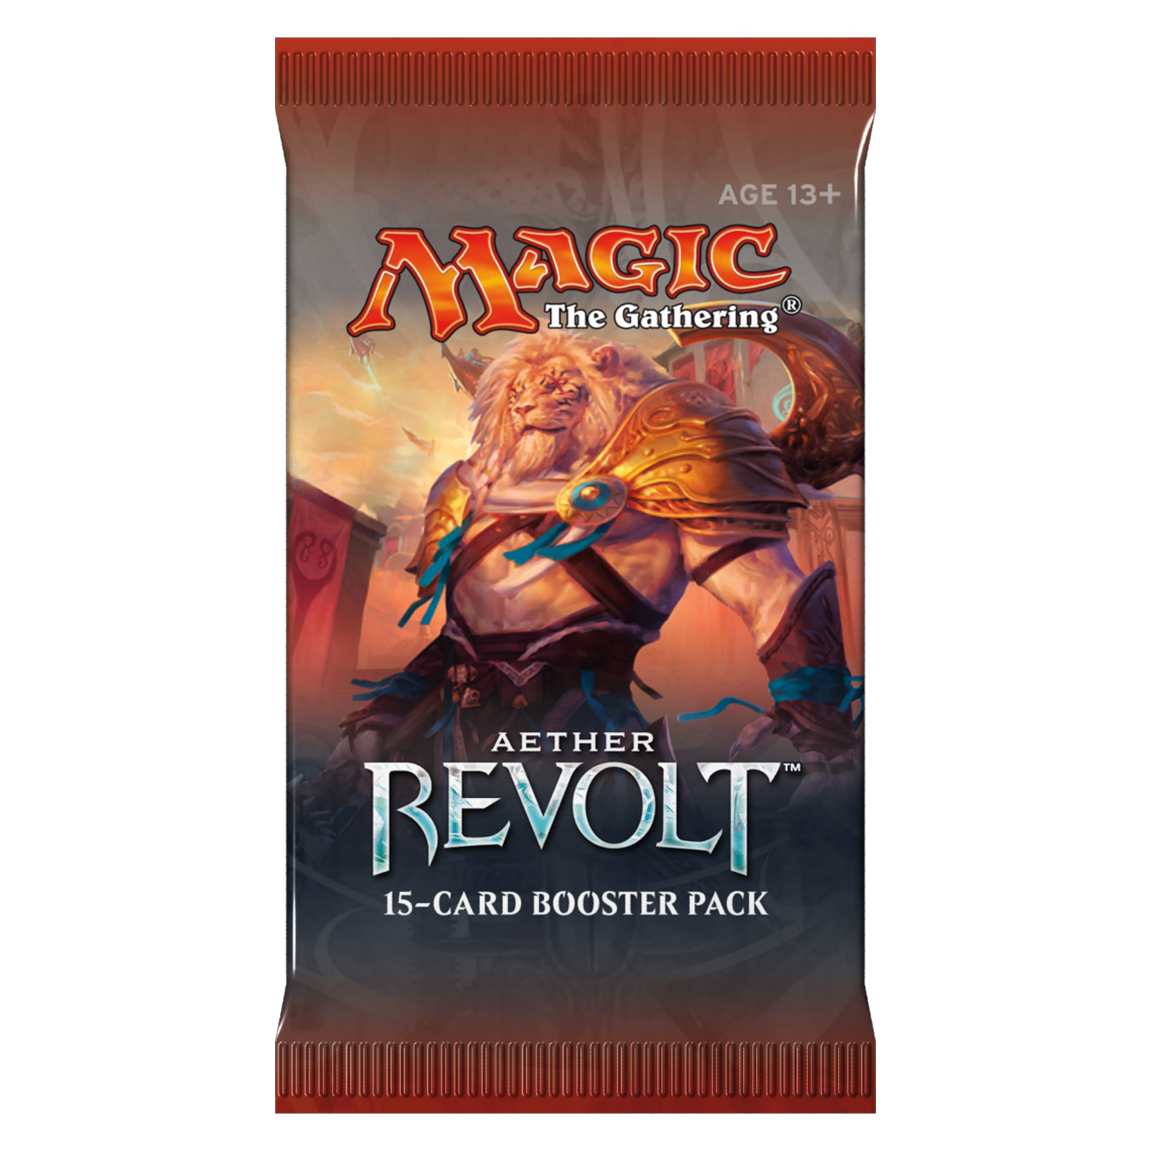 AGE 13+
MAGIC
The Gathering®
AETHER
REVOLT™
15-CARD BOOSTER PACK